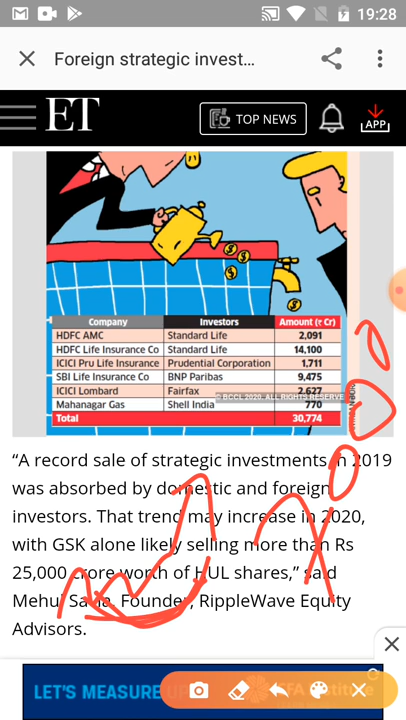 19:28
Foreign strategic invest...
ET TOP NEWS APP
Company Investors Amount (₹ Cr)
HDFC AMC Standard Life 2,091
HDFC Life Insurance Co Standard Life 14,100
ICICI Pru Life Insurance Prudential Corporation 1,711
SBI Life Insurance Co BNP Paribas 9,475
ICICI Lombard Fairfax 2,627
© BCCL 2020. ALL RIGHTS RESERVED.
Mahanagar Gas Shell India 770
Total 30,774
“A record sale of strategic investments in 2019
was absorbed by domestic and foreign
investors. That trend may increase in 2020,
with GSK alone likely selling more than Rs
25,000 crore worth of HUL shares,” said
Mehul Savla, Founder, RippleWave Equity
Advisors.
LET'S MEASURE CFA Institute